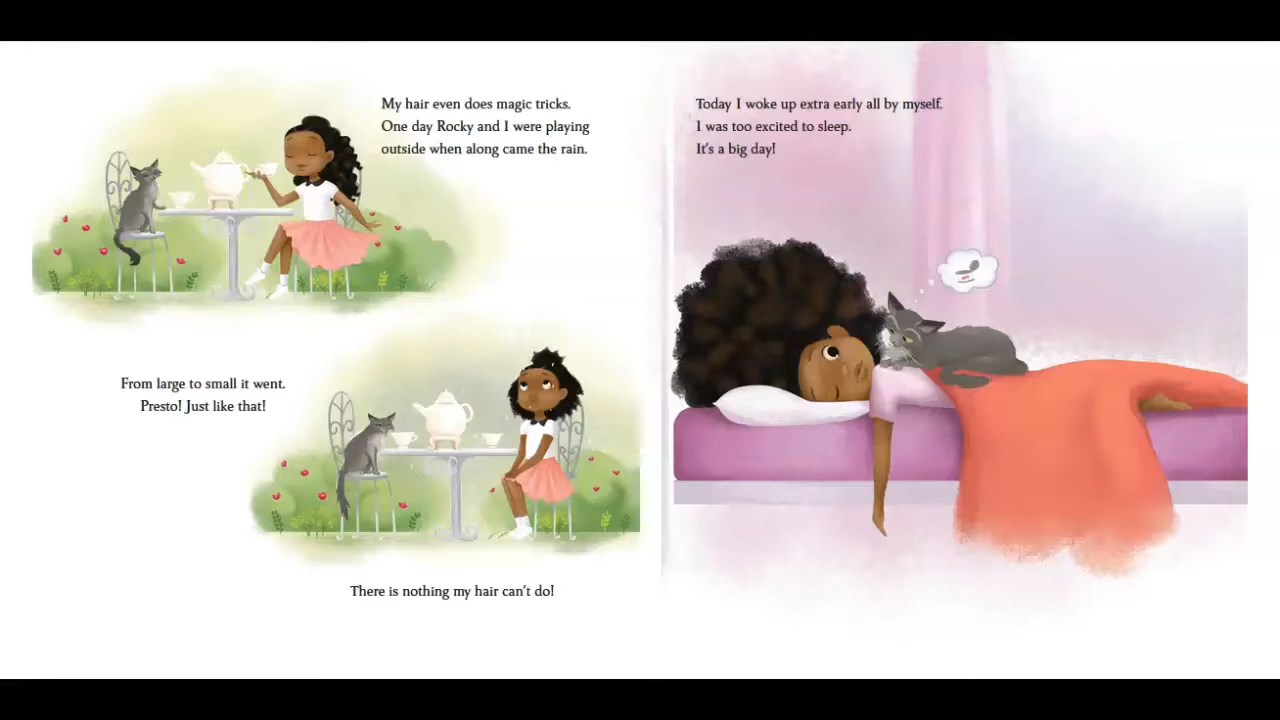 My hair even does magic tricks.
One day Rocky and I were playing
outside when along came the rain.
From large to small it went.
Presto! Just like that!
There is nothing my hair can't do!
Today I woke up extra early all by myself.
I was too excited to sleep.
It's a big day!